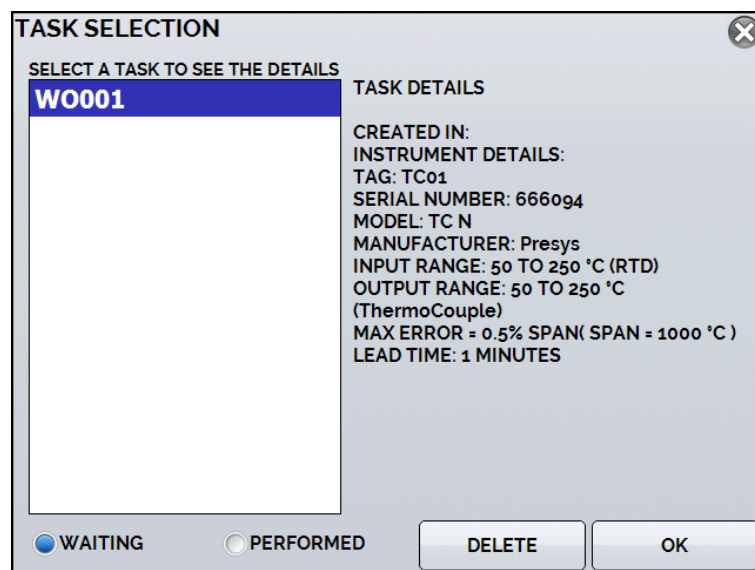 TASK SELECTION
SELECT A TASK TO SEE THE DETAILS
WO001
TASK DETAILS
CREATED IN:
INSTRUMENT DETAILS:
TAG: TC01
SERIAL NUMBER: 666094
MODEL: TC N
MANUFACTURER: Presys
INPUT RANGE: 50 TO 250 °C (RTD)
OUTPUT RANGE: 50 TO 250 °C
(ThermoCouple)
MAX ERROR = 0.5% SPAN( SPAN = 1000 °C )
LEAD TIME: 1 MINUTES
WAITING
PERFORMED
DELETE
OK